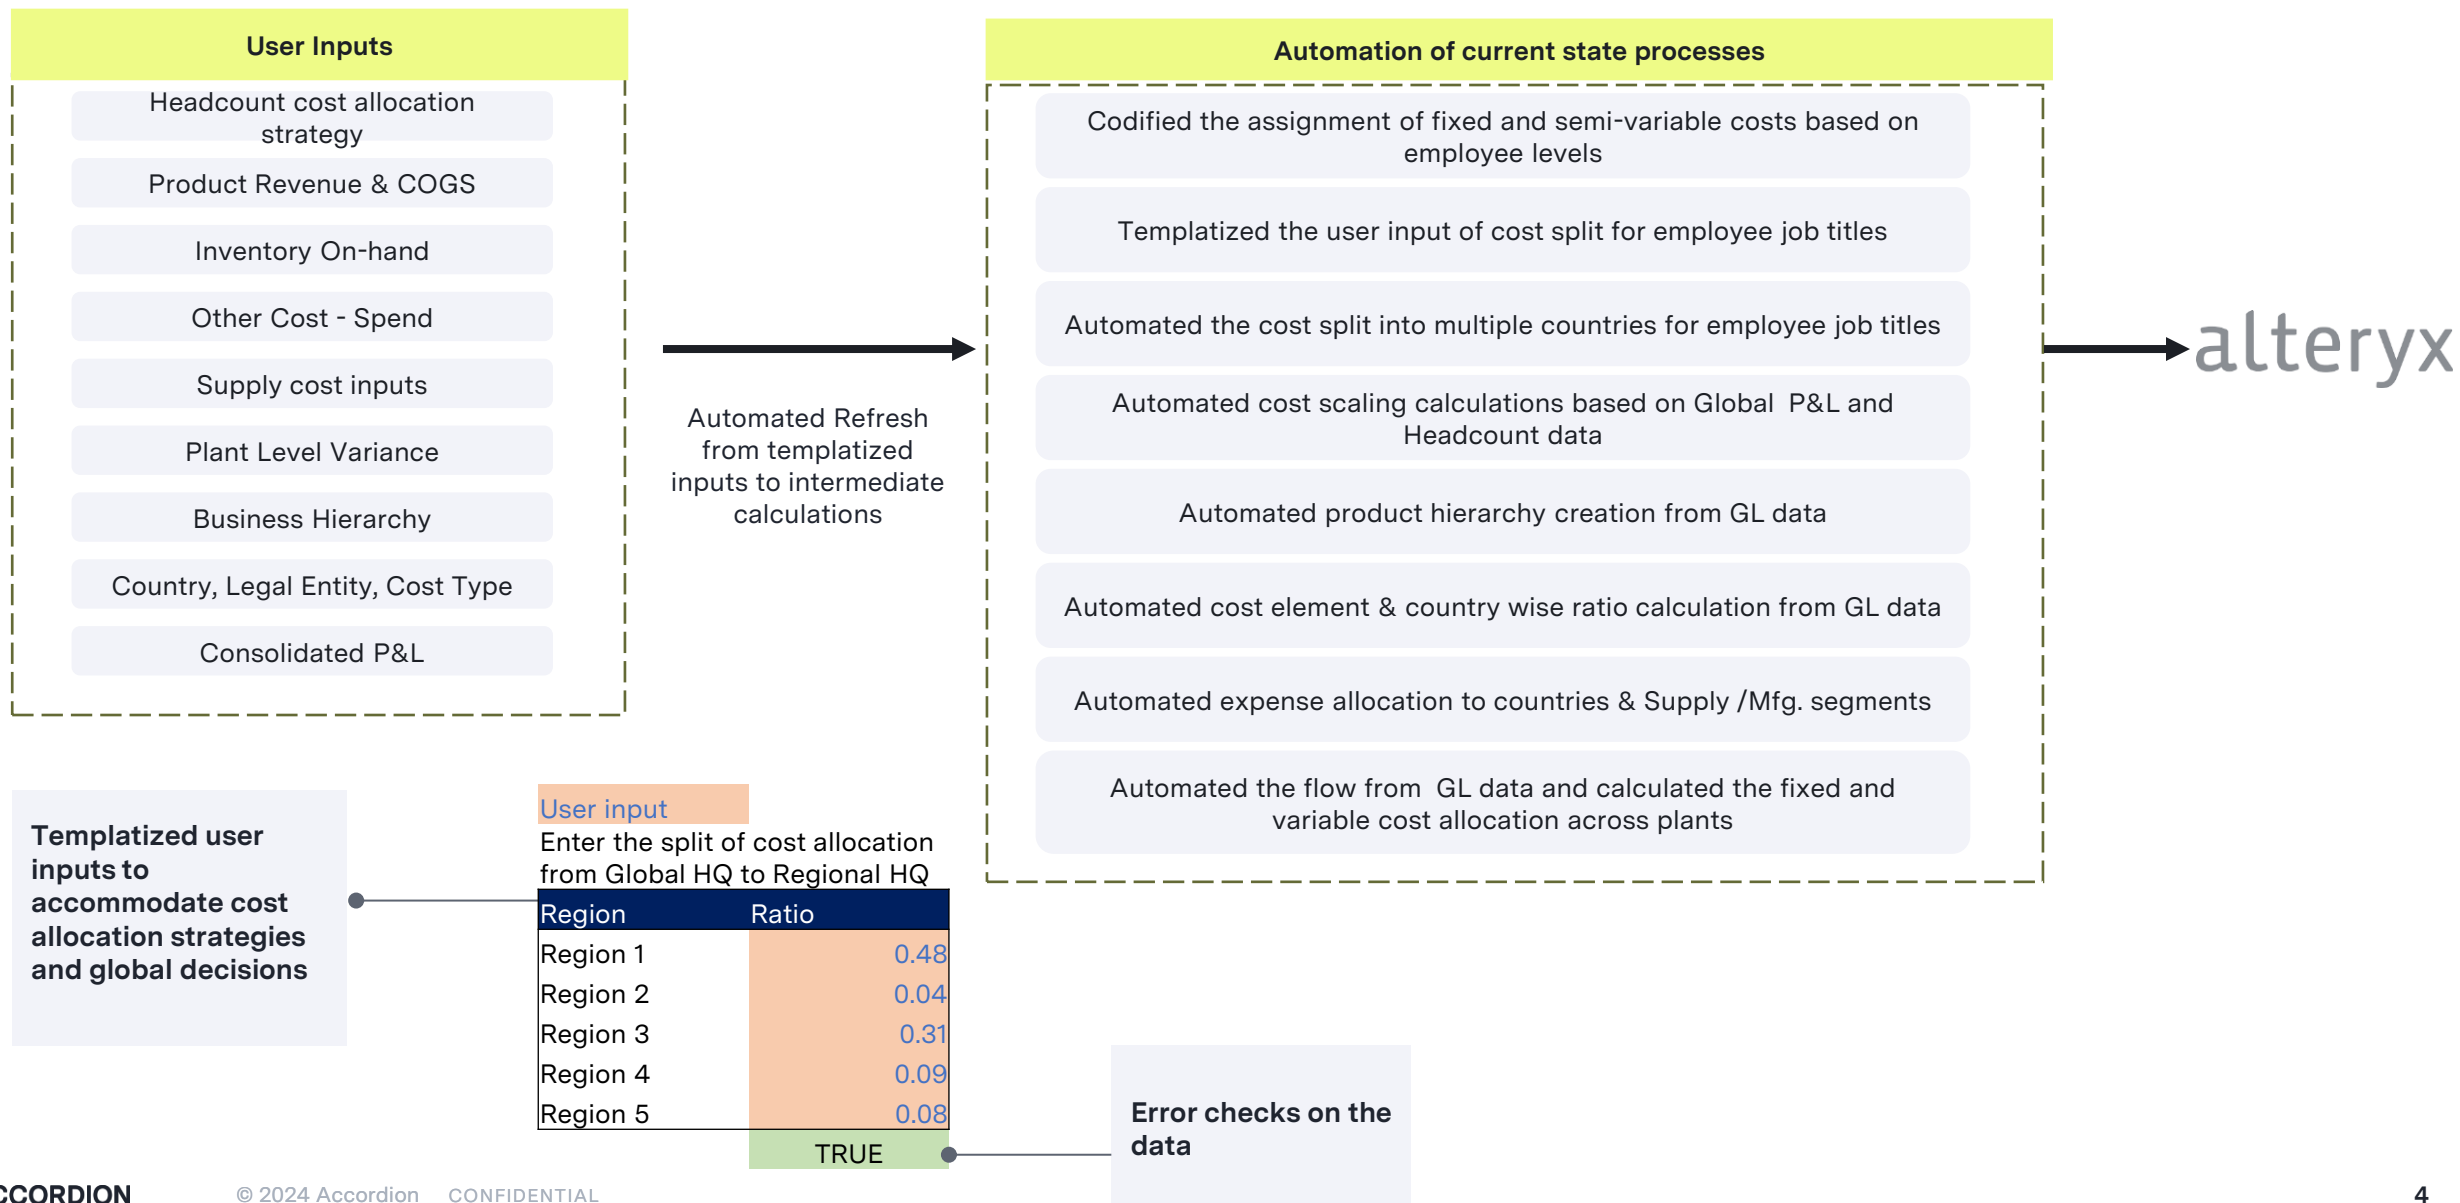 User Inputs
Headcount cost allocation
strategy
Product Revenue & COGS
Inventory On-hand
Other Cost - Spend
Supply cost inputs
Plant Level Variance
Business Hierarchy
Country, Legal Entity, Cost Type
Consolidated P&L
Automated Refresh
from templatized
inputs to intermediate
calculations
Automation of current state processes
Codified the assignment of fixed and semi-variable costs based on
employee levels
Templatized the user input of cost split for employee job titles
Automated the cost split into multiple countries for employee job titles
Automated cost scaling calculations based on Global P&L and
Headcount data
Automated product hierarchy creation from GL data
Automated cost element & country wise ratio calculation from GL data
Automated expense allocation to countries & Supply /Mfg. segments
Automated the flow from GL data and calculated the fixed and
variable cost allocation across plants
alteryx
Templatized user
inputs to
accommodate cost
allocation strategies
and global decisions
User input
Enter the split of cost allocation
from Global HQ to Regional HQ
Region Ratio
Region 1 0.48
Region 2 0.04
Region 3 0.31
Region 4 0.09
Region 5 0.08
TRUE
Error checks on the
data
CCORDION © 2024 Accordion CONFIDENTIAL 4